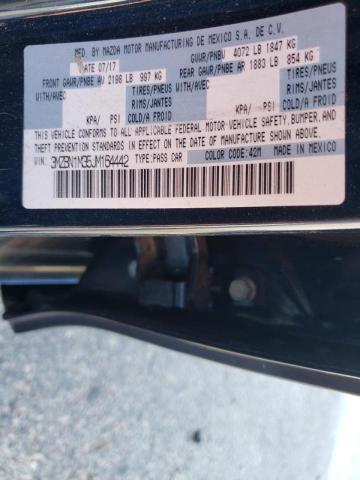 MFD. BY MAZDA MOTOR MANUFACTURING DE MEXICO S.A. DE C.V.
DATE 07/17 GVWR/PNBV 4072 LB 1847 KG
FRONT GAWR/PNBE AV 2198 LB 997 KG REAR GAWR/PNBE AR 1883 LB 854 KG
WITH/AVEC TIRES/PNEUS WITH/AVEC TIRES/PNEUS
RIMS/JANTES RIMS/JANTES
KPA/ PSI COLD/A FROID KPA/ PSI COLD/A FROID
THIS VEHICLE CONFORMS TO ALL APPLICABLE FEDERAL MOTOR VEHICLE SAFETY, BUMPER, AND
THEFT PREVENTION STANDARDS IN EFFECT ON THE DATE OF MANUFACTURE SHOWN ABOVE.
VIN: 3MZBN1M35JM164442 TYPE: PASS CAR COLOR CODE: 42M MADE IN MEXICO